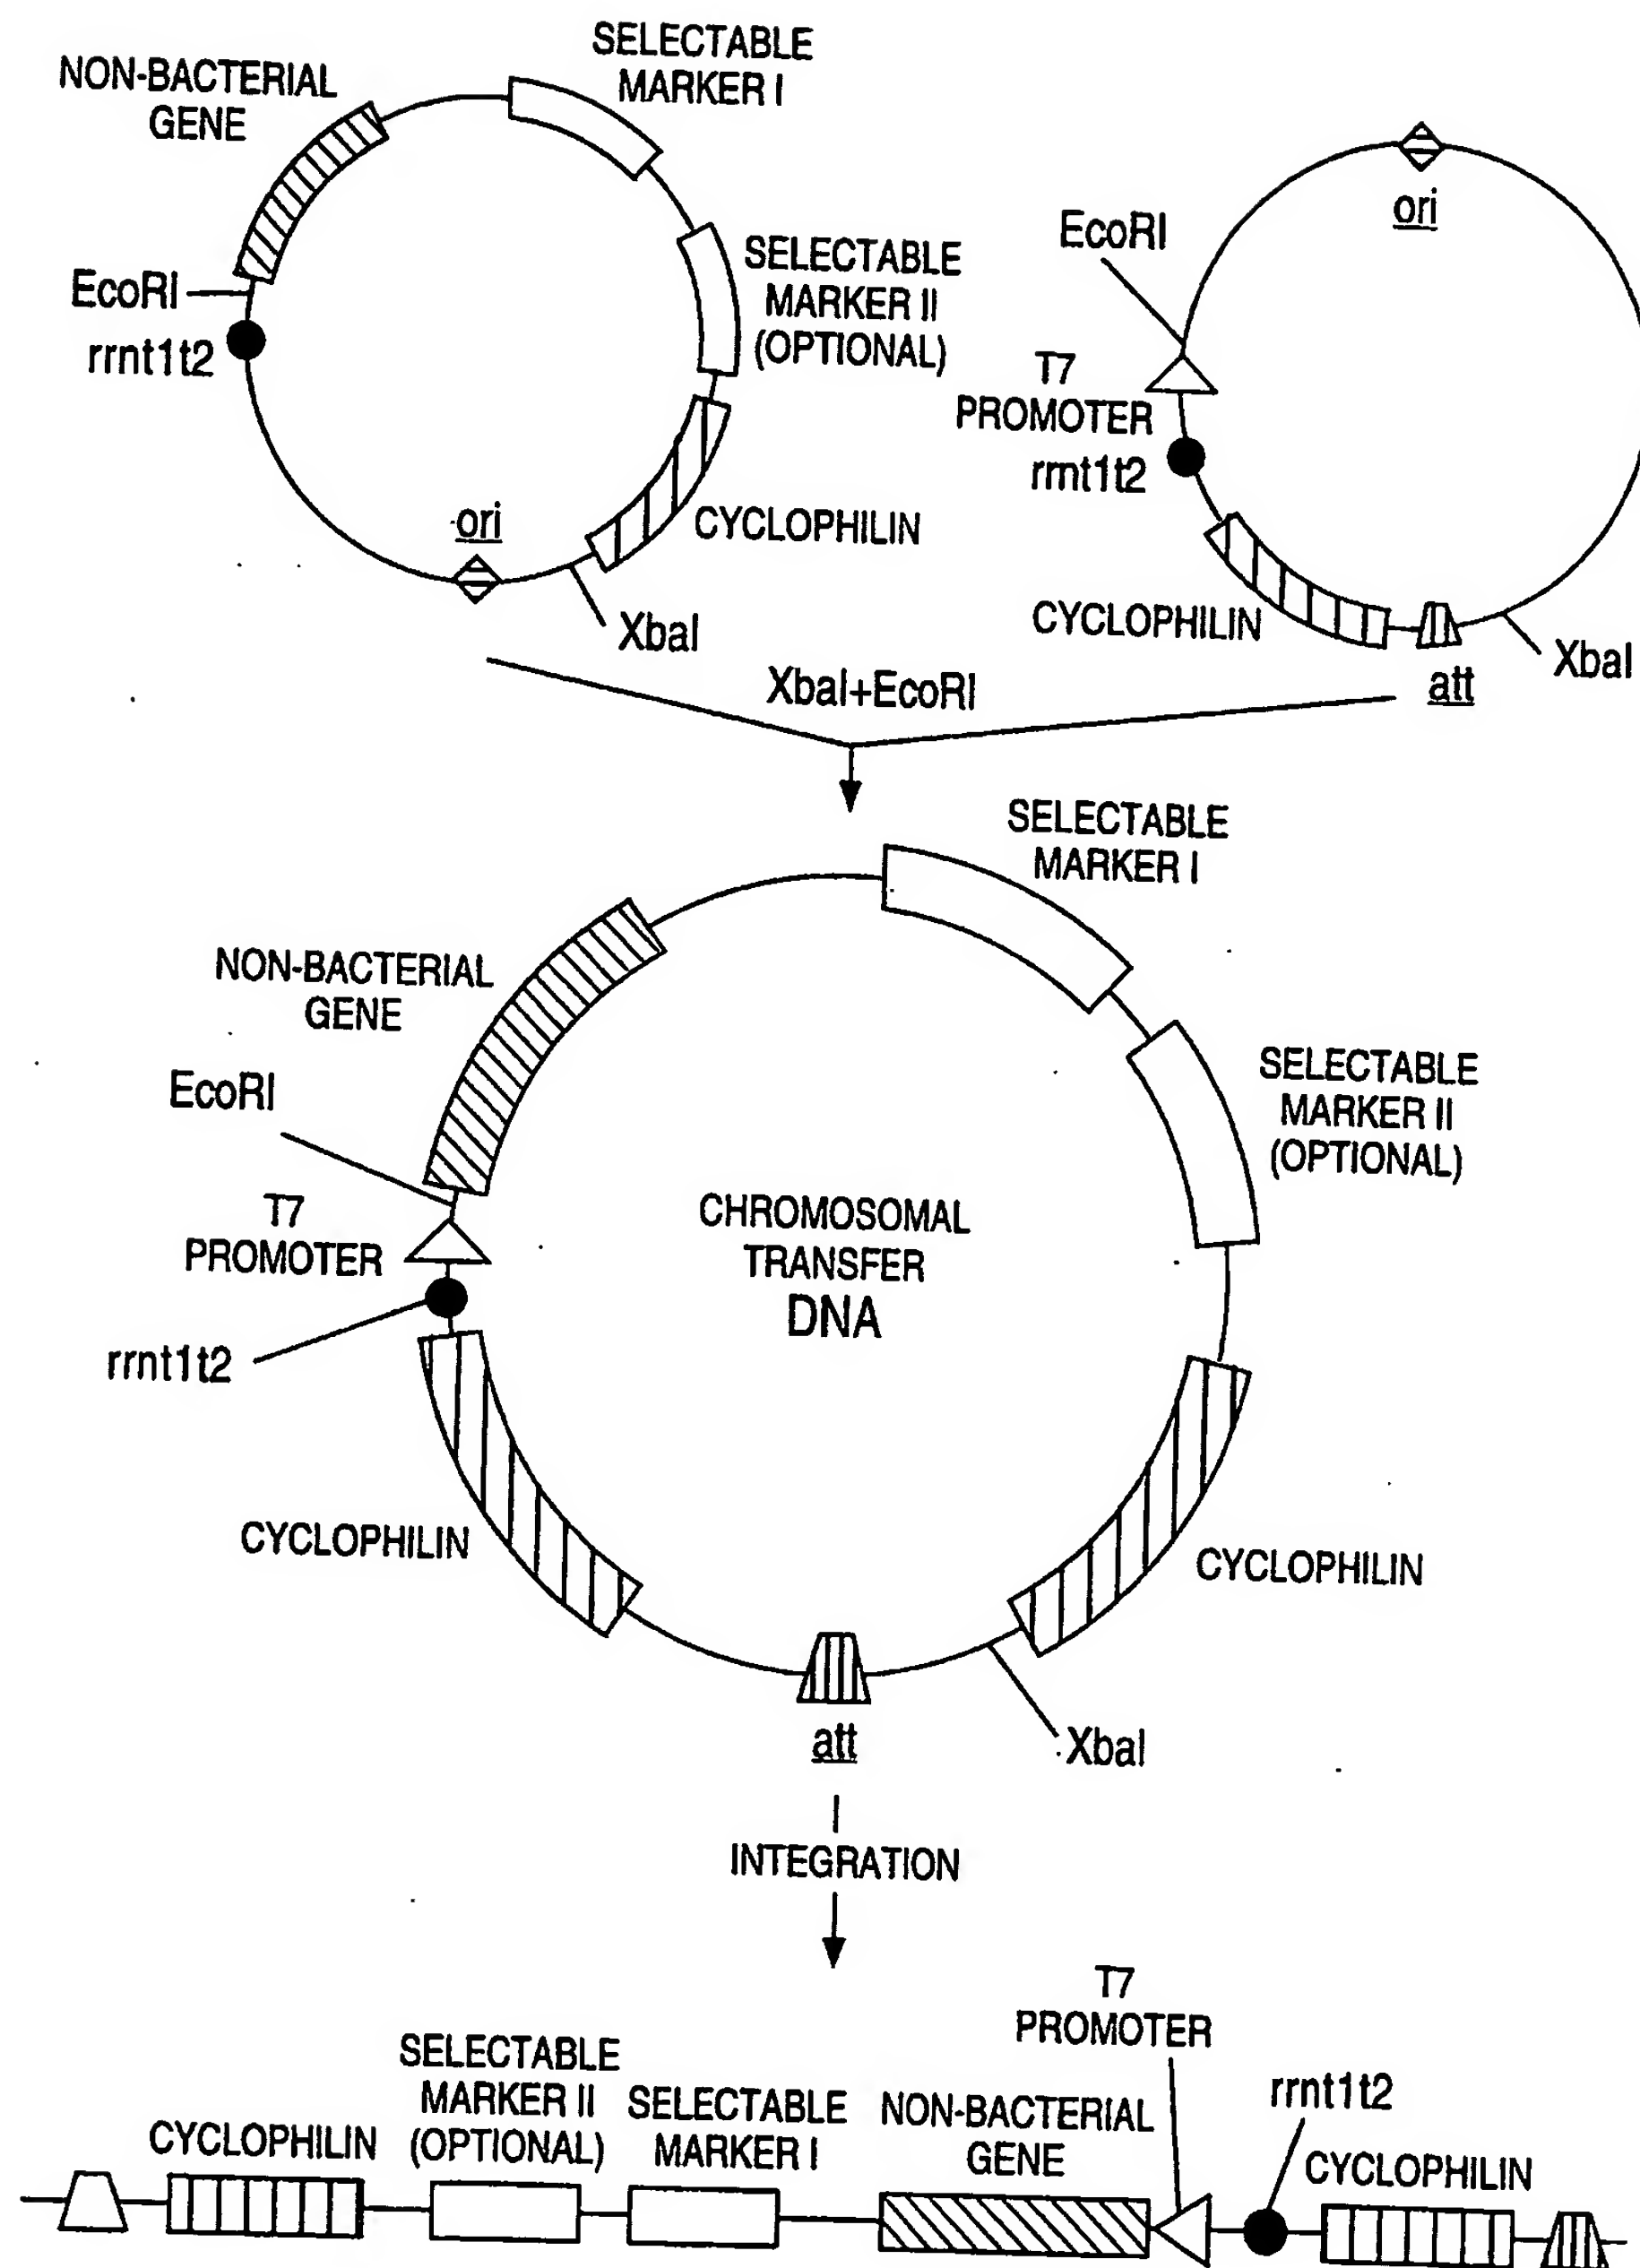 SELECTABLE
MARKER I
NON-BACTERIAL
GENE
EcoRI
rrnt1t2
SELECTABLE
MARKER II
(OPTIONAL)
CYCLOPHILIN
ori
XbaI
ori
EcoRI
T7
PROMOTER
rrnt1t2
CYCLOPHILIN
att
XbaI
XbaI+EcoRI
SELECTABLE
MARKER I
NON-BACTERIAL
GENE
EcoRI
T7
PROMOTER
rrnt1t2
CHROMOSOMAL
TRANSFER
DNA
SELECTABLE
MARKER II
(OPTIONAL)
CYCLOPHILIN
CYCLOPHILIN
att
XbaI
INTEGRATION
T7
PROMOTER
CYCLOPHILIN
SELECTABLE
MARKER II
(OPTIONAL)
SELECTABLE
MARKER I
NON-BACTERIAL
GENE
rrnt1t2
CYCLOPHILIN